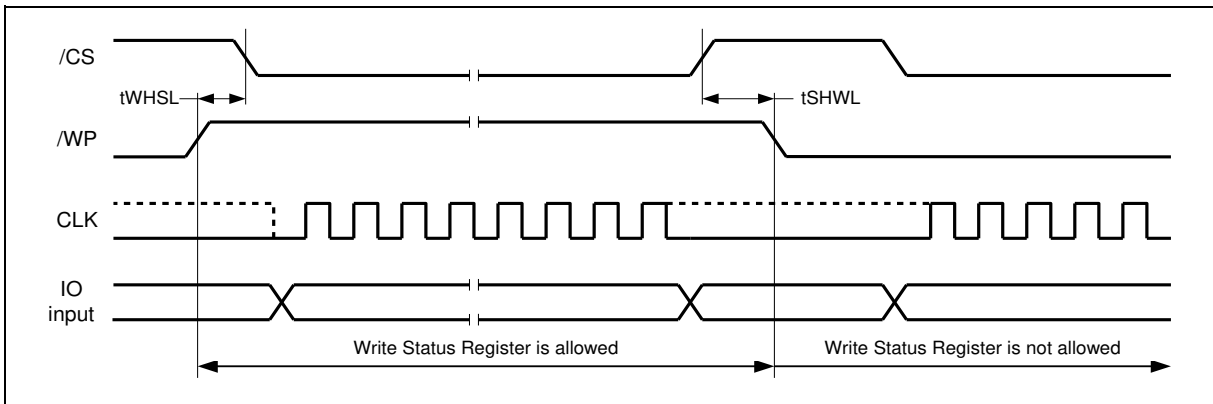 /CS
tWHSL
tSHWL
/WP
CLK
IO
input
Write Status Register is allowed
Write Status Register is not allowed